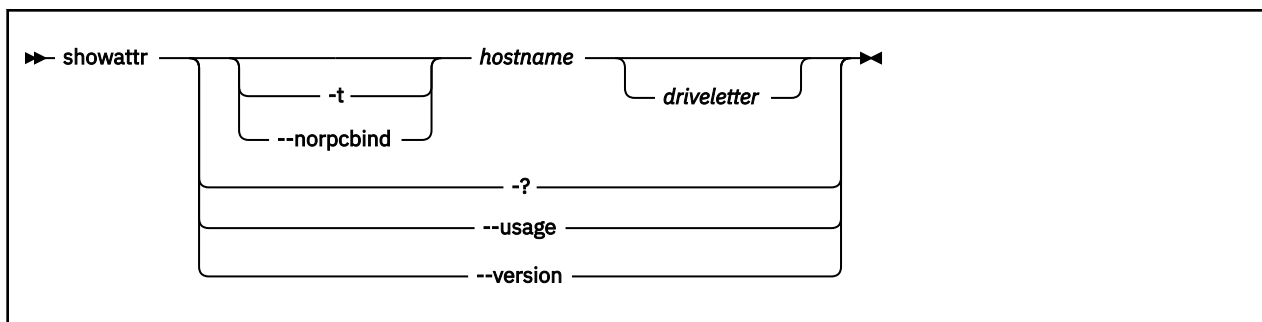 showattr hostname
-t driveletter
--norpcbind
-?
--usage
--version